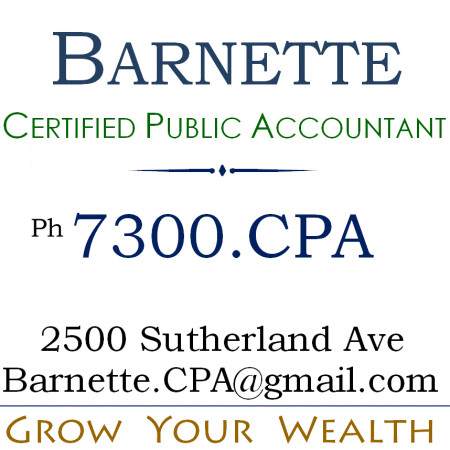 BARNETTE
CERTIFIED PUBLIC ACCOUNTANT
Ph 7300.CPA
2500 Sutherland Ave
Barnette.CPA@gmail.com
GROW YOUR WEALTH